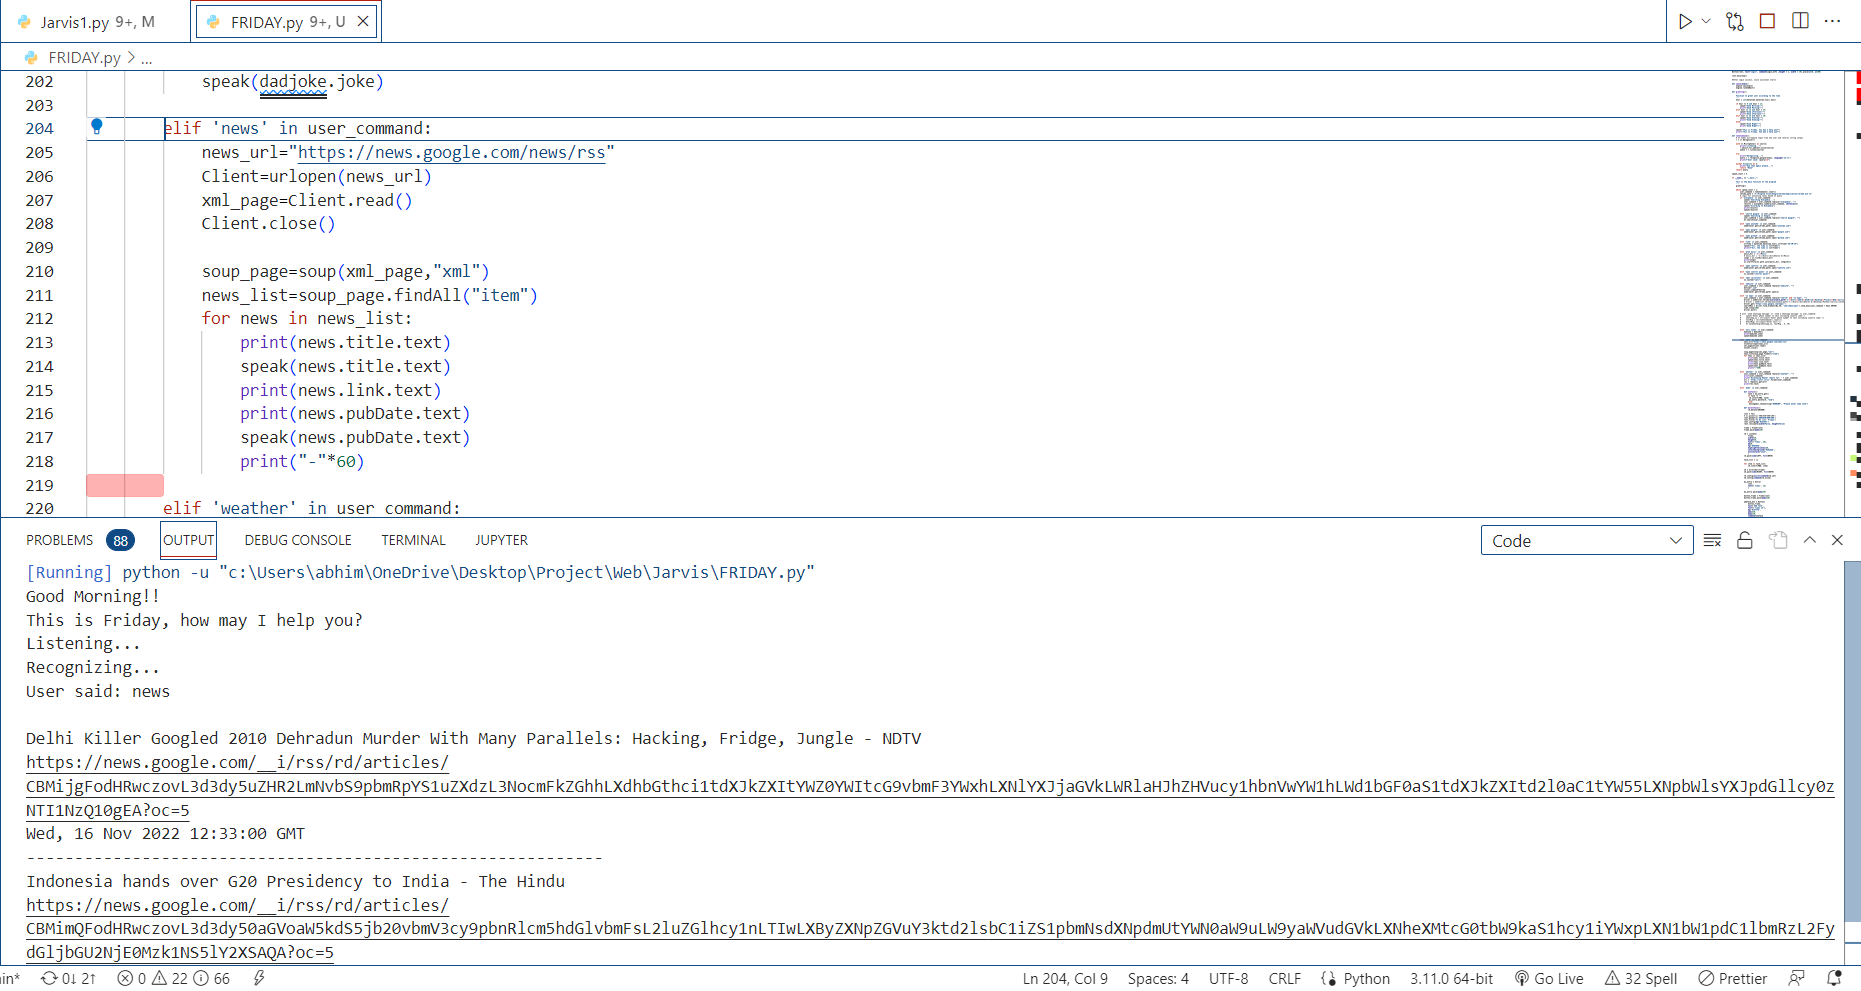 Jarvis1.py 9+, M
FRIDAY.py 9+, U
FRIDAY.py > ...
202 speak(dadjoke.joke)
203
204 elif 'news' in user_command:
205 news_url="https://news.google.com/news/rss"
206 Client=urlopen(news_url)
207 xml_page=Client.read()
208 Client.close()
209
210 soup_page=soup(xml_page,"xml")
211 news_list=soup_page.findAll("item")
212 for news in news_list:
213 print(news.title.text)
214 speak(news.title.text)
215 print(news.link.text)
216 print(news.pubDate.text)
217 speak(news.pubDate.text)
218 print("-"*60)
219
220 elif 'weather' in user command:
PROBLEMS 88 OUTPUT DEBUG CONSOLE TERMINAL JUPYTER Code
[Running] python -u "c:\Users\abhim\OneDrive\Desktop\Project\Web\Jarvis\FRIDAY.py"
Good Morning!!
This is Friday, how may I help you?
Listening...
Recognizing...
User said: news
Delhi Killer Googled 2010 Dehradun Murder With Many Parallels: Hacking, Fridge, Jungle - NDTV
https://news.google.com/__i/rss/rd/articles/
CBMijgFodHRwczovL3d3dy5uZHR2LmNvbS9pbmRpYS1uZXdzL3NocmFkZGhhLXdhbGthci1tdXJkZXItYWZ0YWItcG9vbmF3YWxhLXNlYXJjaGVkLWRlaHJhZHVucy1hbnVwYW1hLWd1bGF0aS1tdXJkZXItd2l0aC1tYW55LXNpbWlsYXJpdGllcy0z
NTI1NzQ10gEA?oc=5
Wed, 16 Nov 2022 12:33:00 GMT
------------------------------------------------------------
Indonesia hands over G20 Presidency to India - The Hindu
https://news.google.com/__i/rss/rd/articles/
CBMimQFodHRwczovL3d3dy50aGVoaW5kdS5jb20vbmV3cy9pbnRlcm5hdGlvbmFsL2luZGlhcy1nLTIwLXByZXNpZGVuY3ktd2lsbC1iZS1pbmNsdXNpdmUtYWN0aW9uLW9yaWVudGVkLXNheXMtcG0tbW9kaS1hcy1iYWxpLXN1bW1pdC1lbmRzL2Fy
dGljbGU2NjE0Mzk1NS5lY2XSAQA?oc=5
in* 0↓ 2↑ 0 22 66 Ln 204, Col 9 Spaces: 4 UTF-8 CRLF Python 3.11.0 64-bit Go Live 32 Spell Prettier